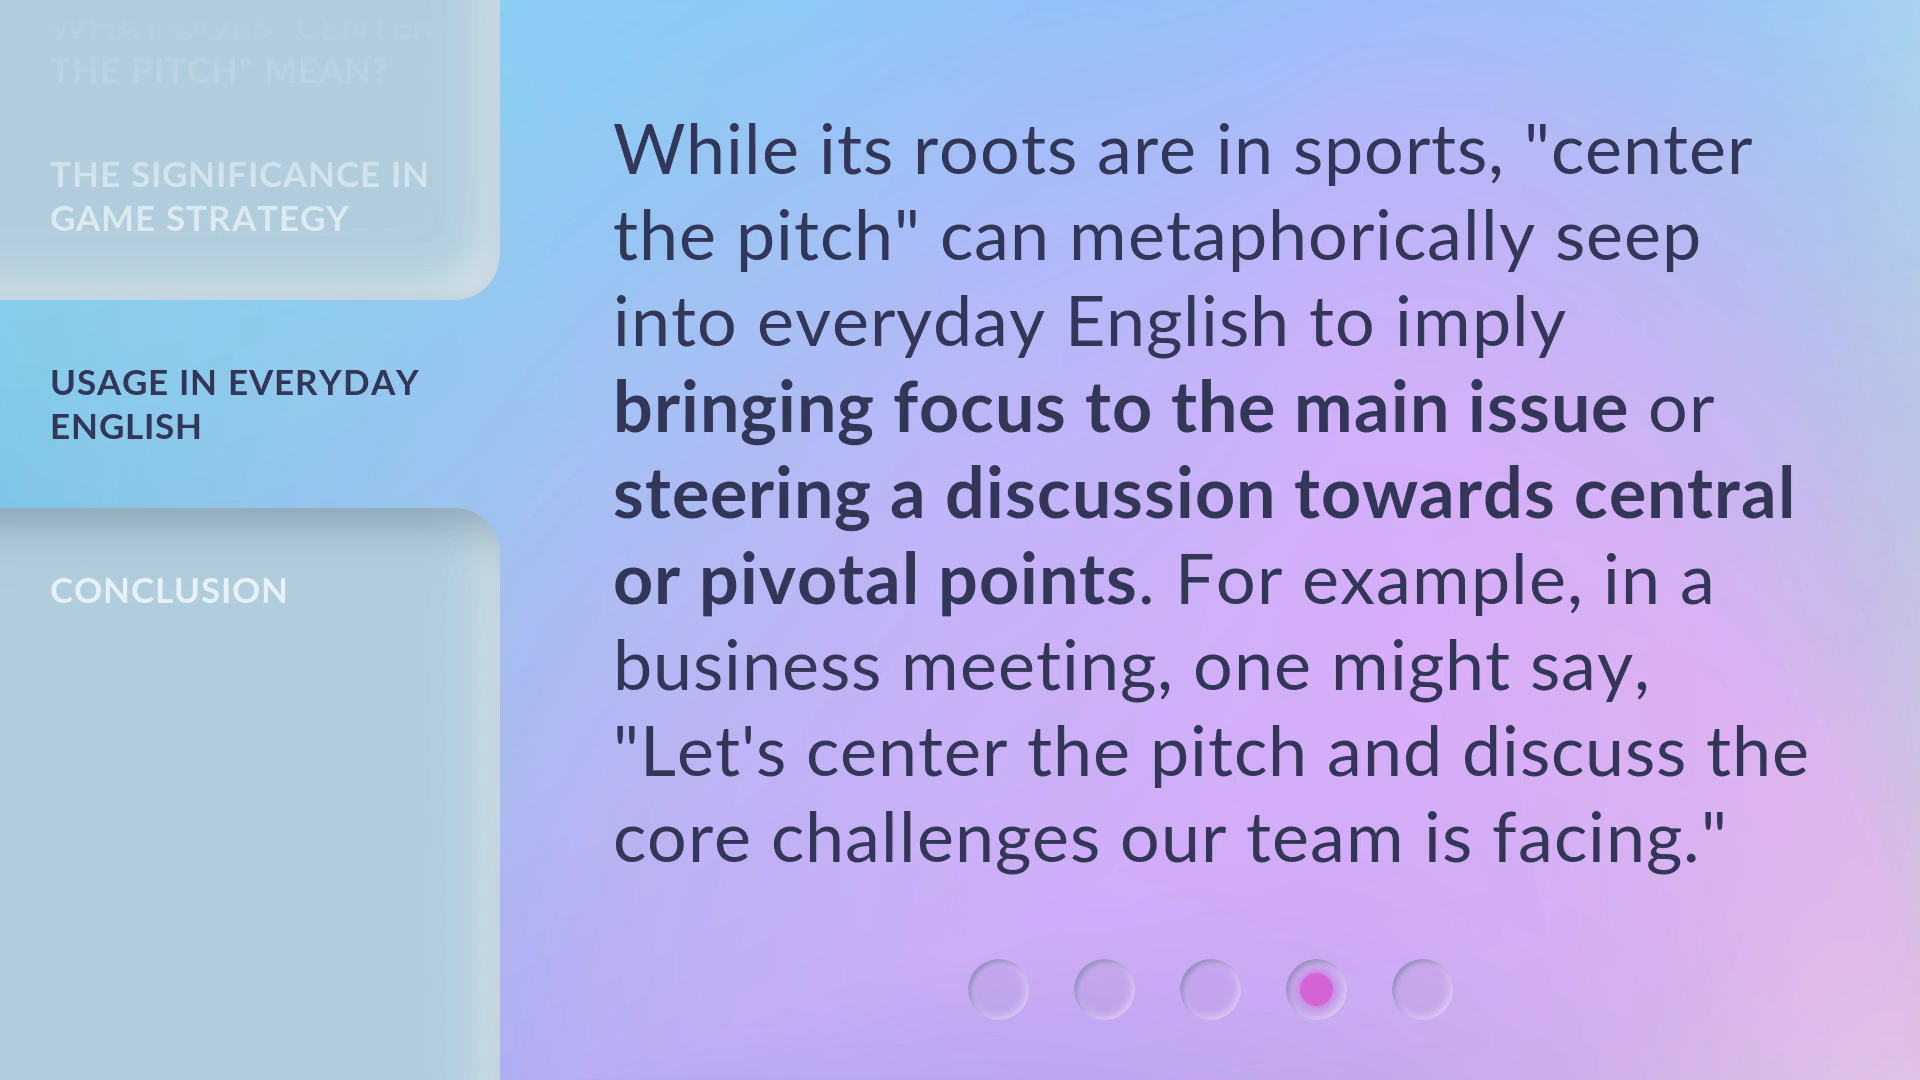 WHAT DOES "CENTER
THE PITCH" MEAN?
THE SIGNIFICANCE IN
GAME STRATEGY
USAGE IN EVERYDAY
ENGLISH
CONCLUSION
While its roots are in sports, "center
the pitch" can metaphorically seep
into everyday English to imply
bringing focus to the main issue or
steering a discussion towards central
or pivotal points. For example, in a
business meeting, one might say,
"Let's center the pitch and discuss the
core challenges our team is facing."